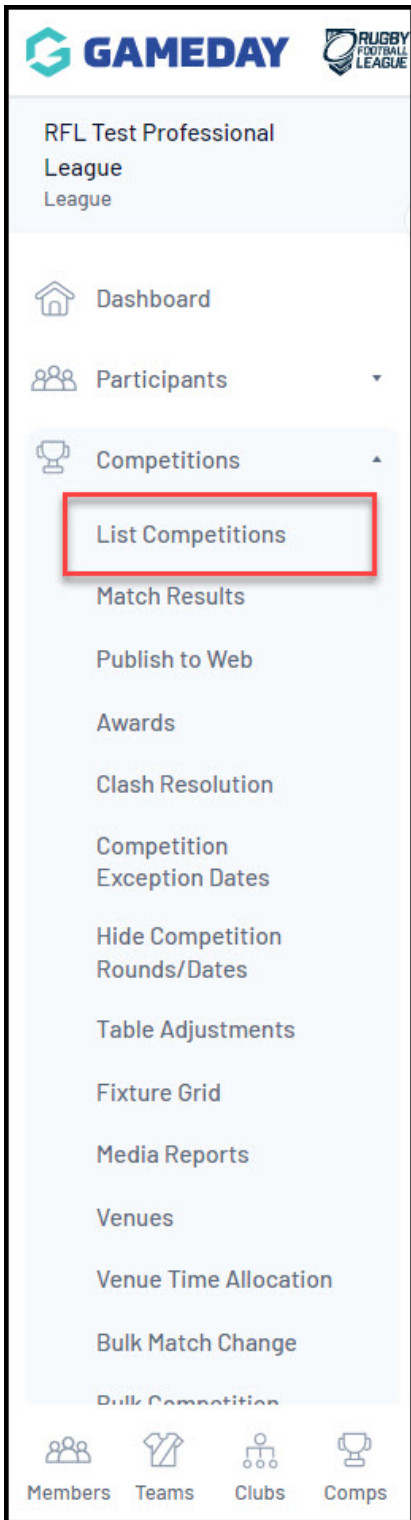 GAMEDAY
RUGBY
FOOTBALL
LEAGUE
RFL Test Professional
League
League
Dashboard
Participants
Competitions
List Competitions
Match Results
Publish to Web
Awards
Clash Resolution
Competition
Exception Dates
Hide Competition
Rounds/Dates
Table Adjustments
Fixture Grid
Media Reports
Venues
Venue Time Allocation
Bulk Match Change
Bulk Competition
Members Teams Clubs Comps